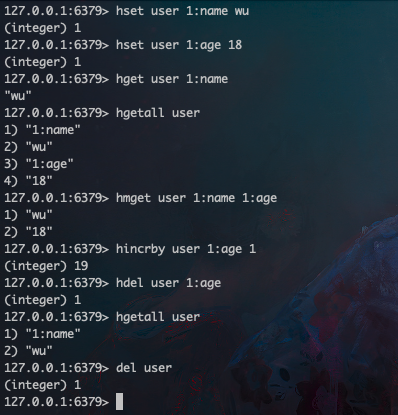 127.0.0.1:6379> hset user 1:name wu
(integer) 1
127.0.0.1:6379> hset user 1:age 18
(integer) 1
127.0.0.1:6379> hget user 1:name
"wu"
127.0.0.1:6379> hgetall user
1) "1:name"
2) "wu"
3) "1:age"
4) "18"
127.0.0.1:6379> hmget user 1:name 1:age
1) "wu"
2) "18"
127.0.0.1:6379> hincrby user 1:age 1
(integer) 19
127.0.0.1:6379> hdel user 1:age
(integer) 1
127.0.0.1:6379> hgetall user
1) "1:name"
2) "wu"
127.0.0.1:6379> del user
(integer) 1
127.0.0.1:6379>